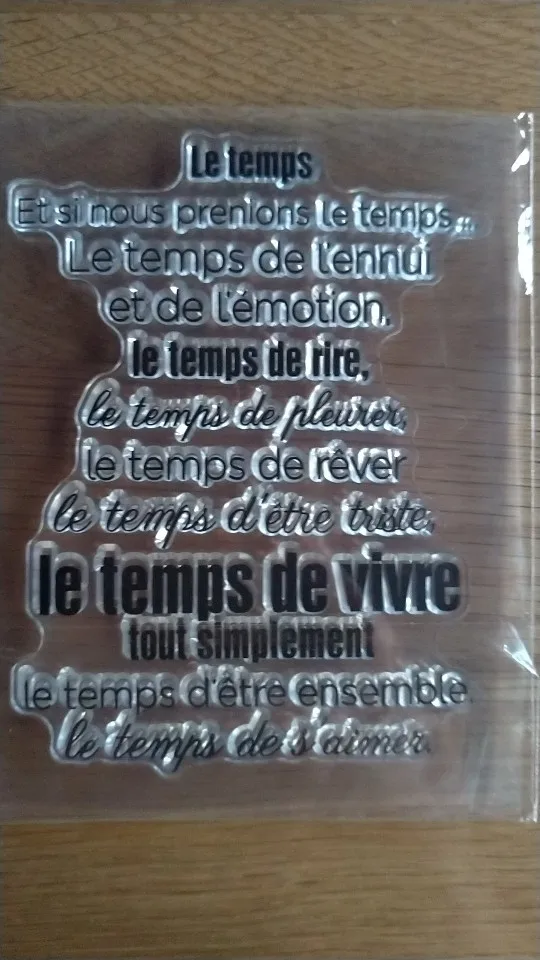 Le temps
Et si nous prenions le temps...
Le temps de l'ennui
et de l'émotion,
le temps de rire,
le temps de pleurer,
le temps de rêver
le temps d'être triste,
le temps de vivre
tout simplement
le temps d'être ensemble,
le temps de s'aimer.